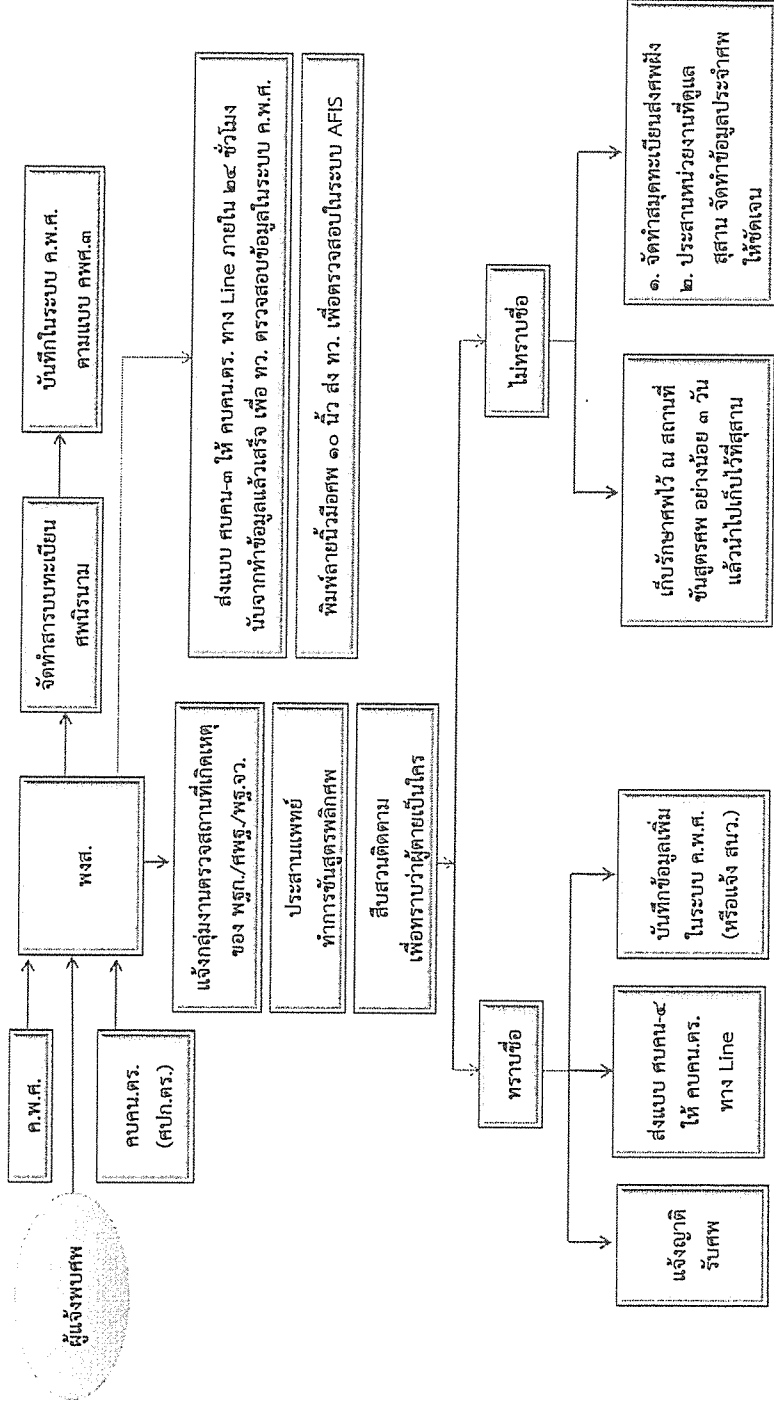 ผู้แจ้งพบศพ
ค.พ.ศ.
ศบคน.ตร.
(ศปก.ตร.)
พงส.
จัดทำสารบบทะเบียน
ศพนิรนาม
บันทึกในระบบ ค.พ.ศ.
ตามแบบ คพศ.๓
แจ้งกลุ่มงานตรวจสถานที่เกิดเหตุ
ของ พฐก./ศพฐ./พฐ.จว.
ประสานแพทย์
ทำการชันสูตรพลิกศพ
สืบสวนติดตาม
เพื่อทราบว่าผู้ตายเป็นใคร
ส่งแบบ ศบคน-๓ ให้ ศบคน.ตร. ทาง Line ภายใน ๒๔ ชั่วโมง
นับจากทำข้อมูลแล้วเสร็จ เพื่อ ทว. ตรวจสอบข้อมูลในระบบ ค.พ.ศ.
พิมพ์ลายนิ้วมือศพ ๑๐ นิ้ว ส่ง ทว. เพื่อตรวจสอบในระบบ AFIS
ทราบชื่อ
ไม่ทราบชื่อ
แจ้งญาติ
รับศพ
ส่งแบบ ศบคน-๔
ให้ ศบคน.ตร.
ทาง Line
บันทึกข้อมูลเพิ่ม
ในระบบ ค.พ.ศ.
(หรือแจ้ง สนว.)
เก็บรักษาศพไว้ ณ สถานที่
ชันสูตรศพ อย่างน้อย ๓ วัน
แล้วนำไปเก็บไว้ที่สุสาน
๑. จัดทำสมุดทะเบียนส่งศพฝัง
๒. ประสานหน่วยงานที่ดูแล
สุสาน จัดทำข้อมูลประจำศพ
ให้ชัดเจน